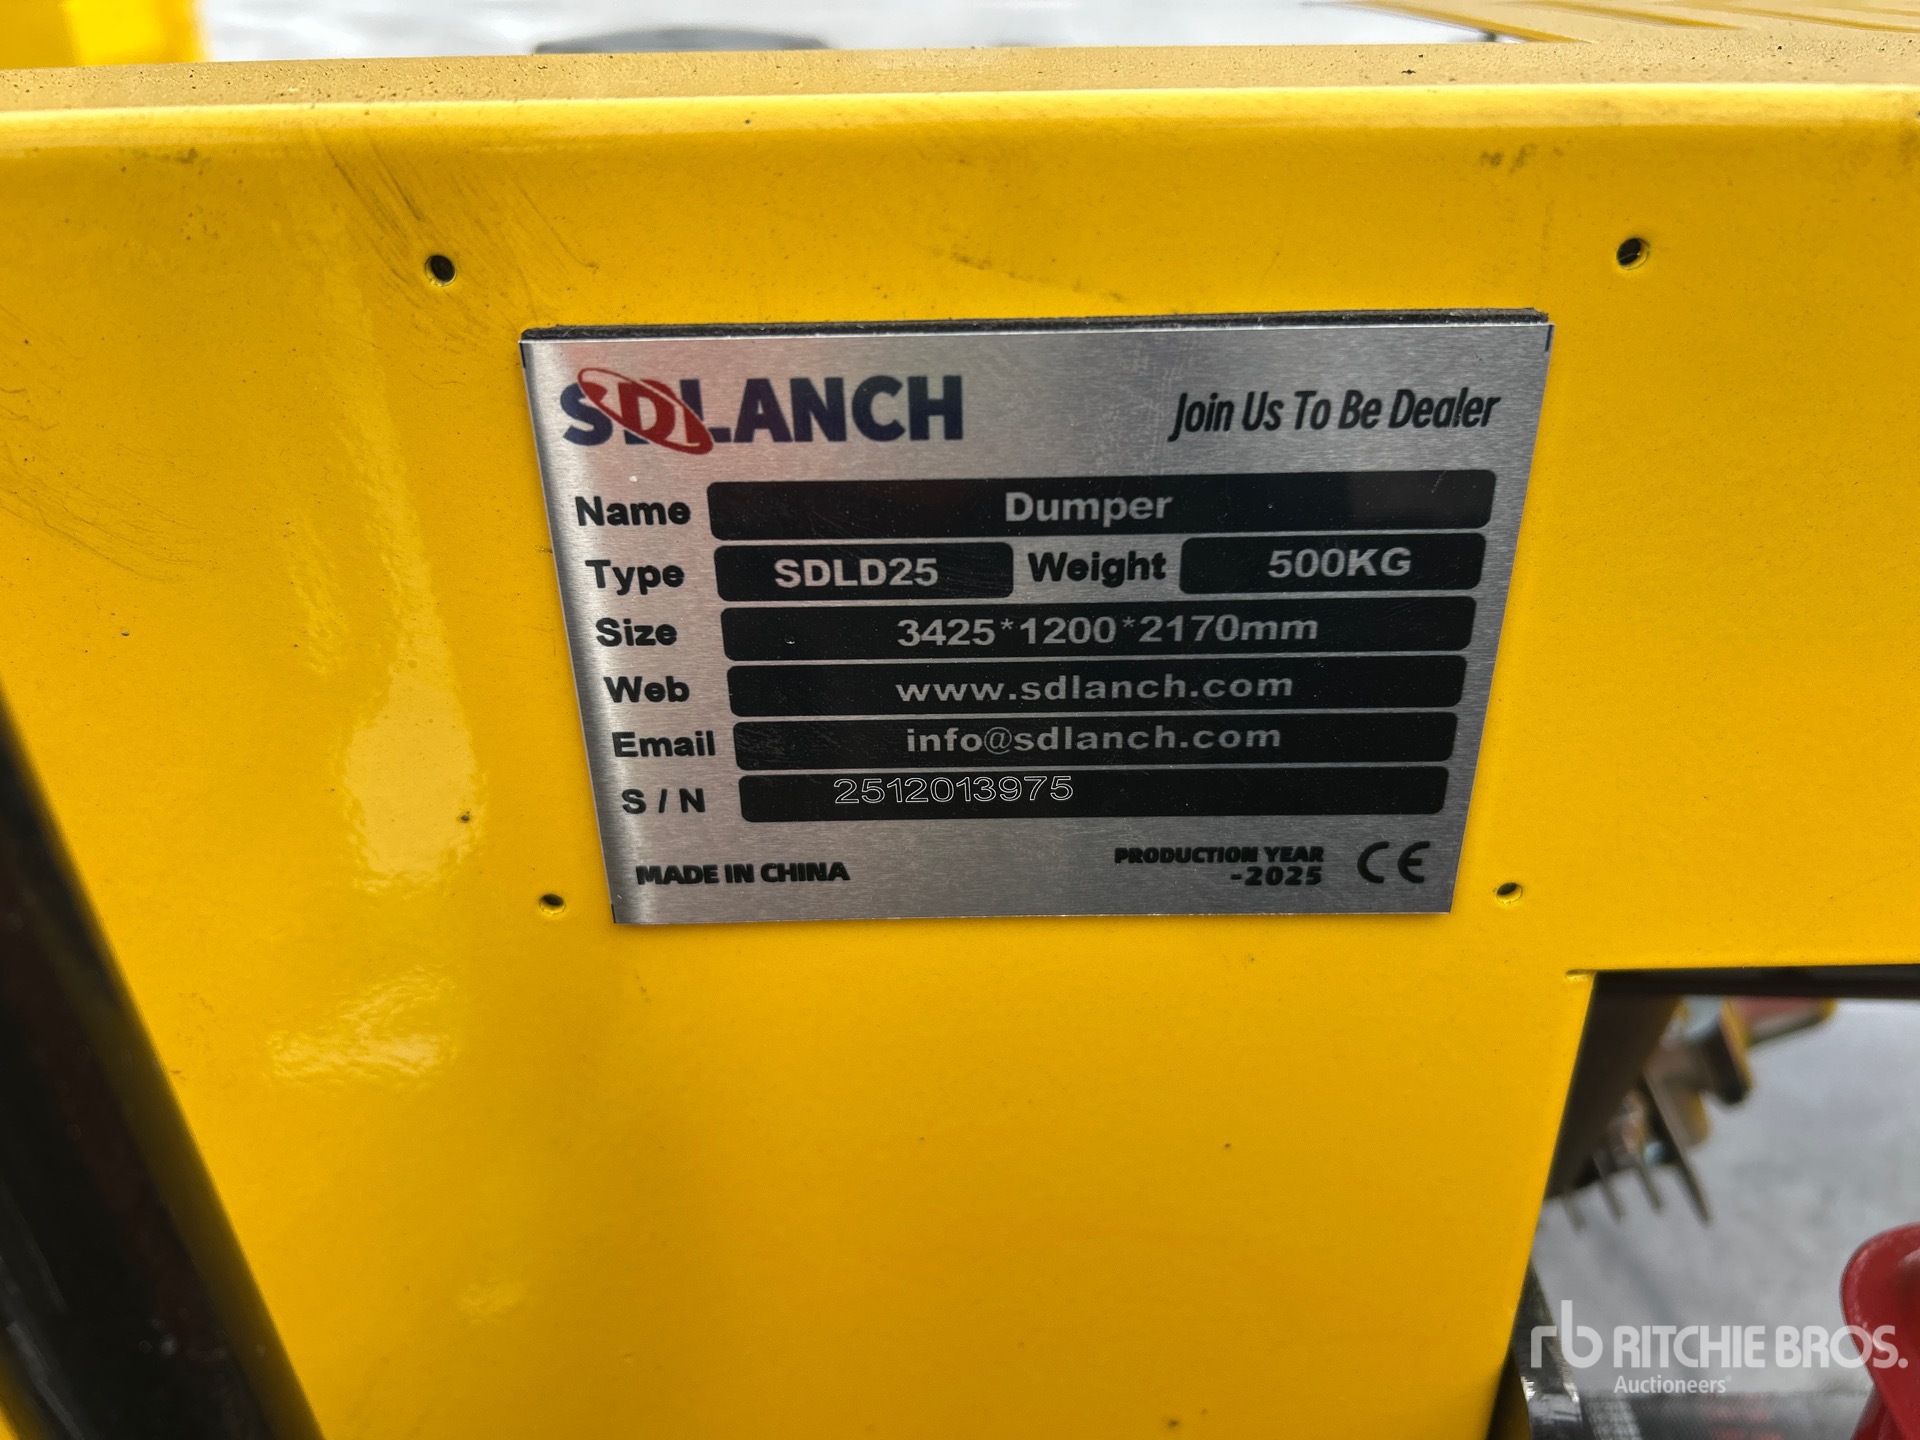 SDLANCH Join Us To Be Dealer
Name Dumper
Type SDLD25 Weight 500KG
Size 3425*1200*2170mm
Web www.sdlanch.com
Email info@sdlanch.com
S / N 2512013975
MADE IN CHINA PRODUCTION YEAR
-2025 CE
rb RITCHIE BROS.
Auctioneers